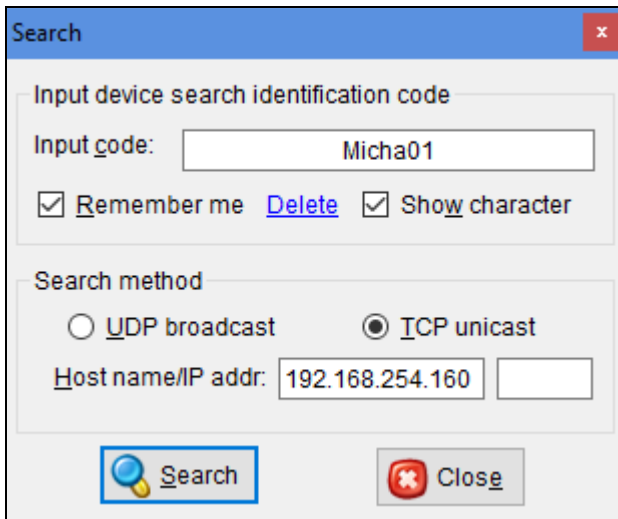 Search
Input device search identification code
Input code: Micha01
Remember me Delete Show character
Search method
UDP broadcast TCP unicast
Host name/IP addr: 192.168.254.160
Search Close